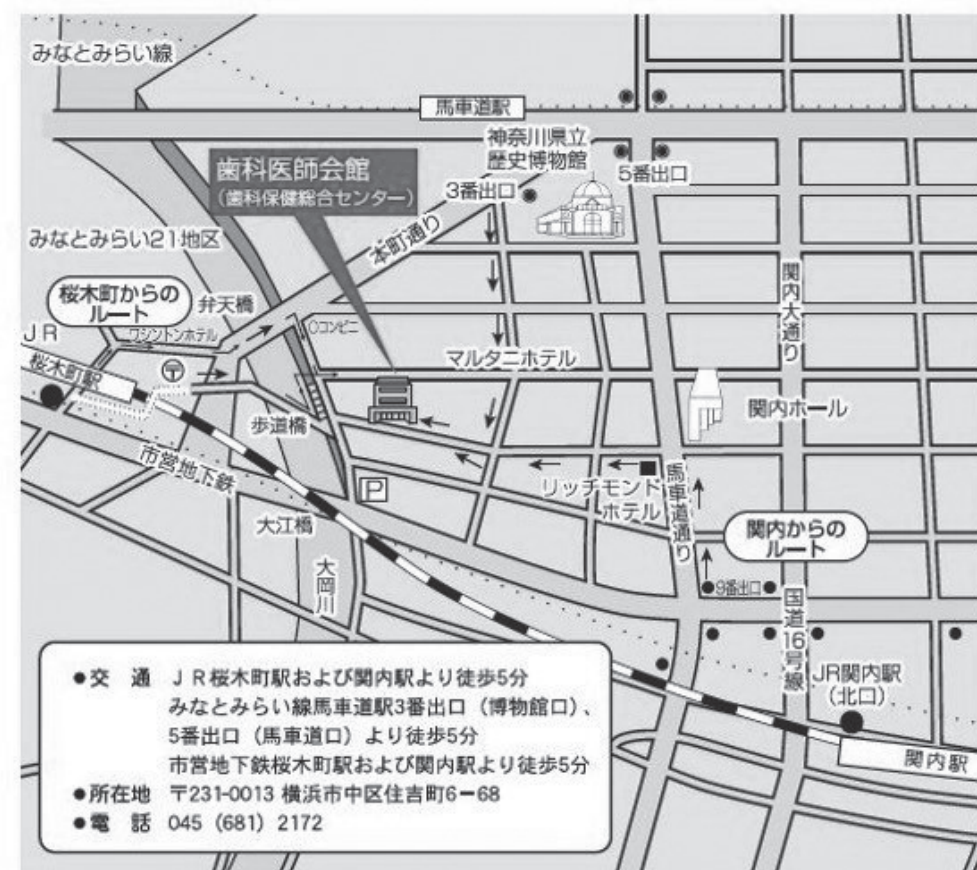 みなとみらい線
馬車道駅
神奈川県立
歴史博物館
5番出口
3番出口
歯科医師会館
(歯科保健総合センター)
本町通り
みなとみらい21地区
桜木町からの
ルート
弁天橋
ワシントンホテル
コンビニ
JR
桜木町駅
〒
マルタニホテル
関内大通り
関内ホール
歩道橋
市営地下鉄
P
リッチモンド
ホテル
馬車道通り
関内からの
ルート
大江橋
大岡川
9番出口
国道16号線
JR関内駅
(北口)
関内駅
●交　通　JR桜木町駅および関内駅より徒歩5分
みなとみらい線馬車道駅3番出口(博物館口)、
5番出口(馬車道口)より徒歩5分
市営地下鉄桜木町駅および関内駅より徒歩5分
●所在地　〒231-0013 横浜市中区住吉町6-68
●電　話　045(681)2172